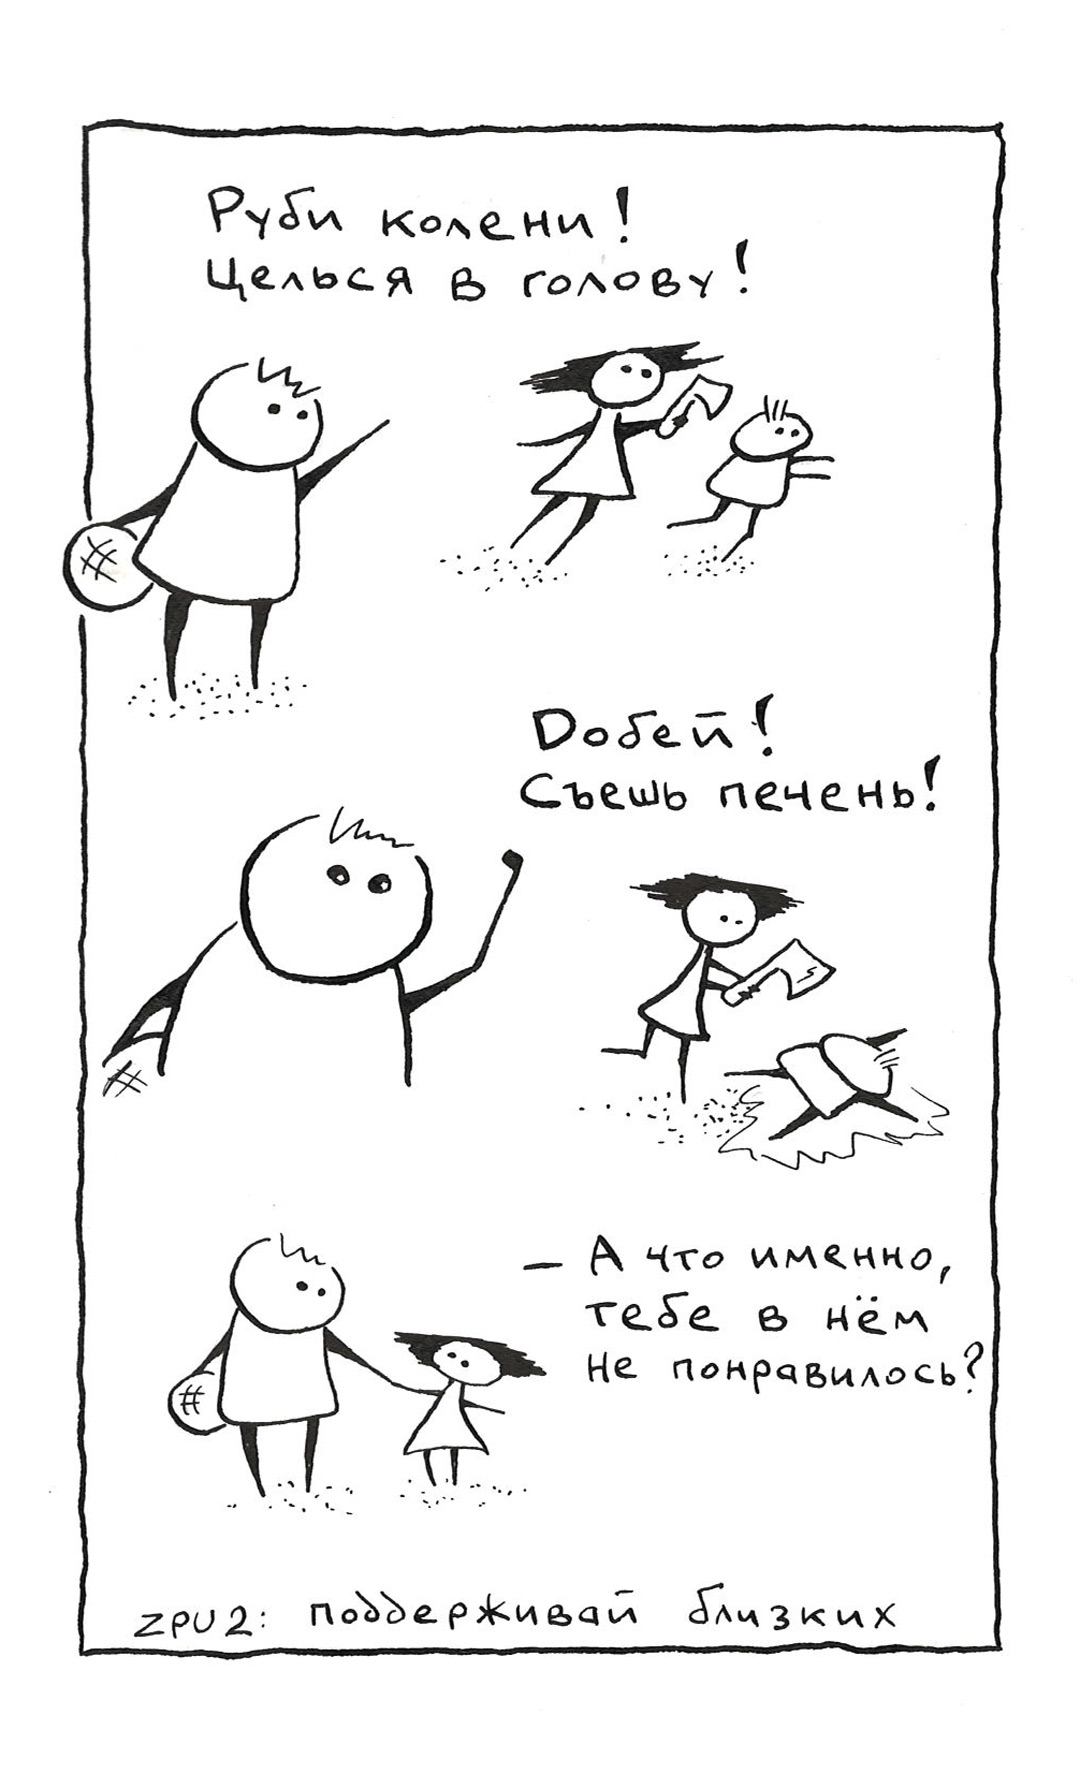 Руби колени!
Целься в голову!
Добей!
Съешь печень!
– А что именно,
тебе в нём
не понравилось?
ZPU2: поддерживай близких